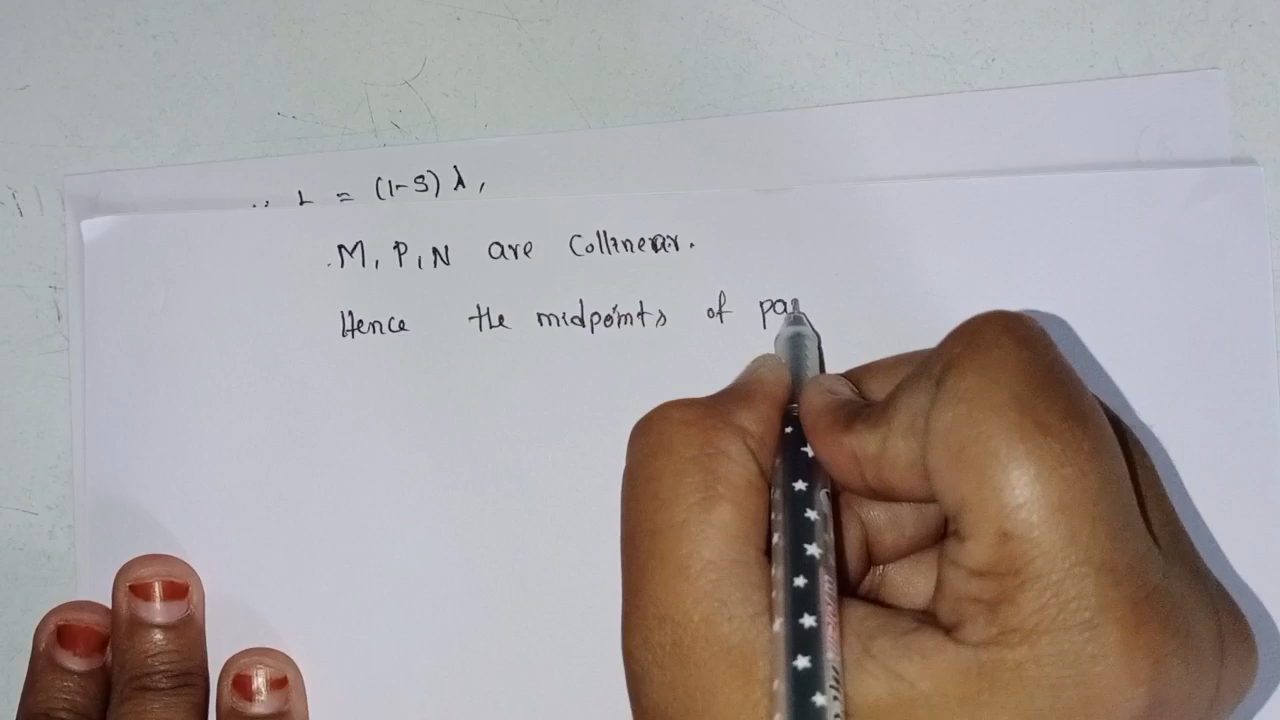 = (1-S) λ,
M, P, N are Collinear.
Hence the midpoints of pa